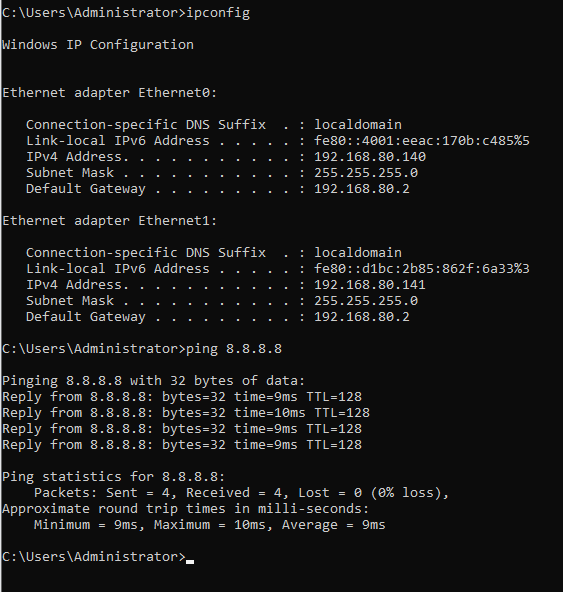 C:\Users\Administrator>ipconfig
Windows IP Configuration
Ethernet adapter Ethernet0:
   Connection-specific DNS Suffix  . : localdomain
   Link-local IPv6 Address . . . . . : fe80::4001:eeac:170b:c485%5
   IPv4 Address. . . . . . . . . . . : 192.168.80.140
   Subnet Mask . . . . . . . . . . . : 255.255.255.0
   Default Gateway . . . . . . . . . : 192.168.80.2
Ethernet adapter Ethernet1:
   Connection-specific DNS Suffix  . : localdomain
   Link-local IPv6 Address . . . . . : fe80::d1bc:2b85:862f:6a33%3
   IPv4 Address. . . . . . . . . . . : 192.168.80.141
   Subnet Mask . . . . . . . . . . . : 255.255.255.0
   Default Gateway . . . . . . . . . : 192.168.80.2
C:\Users\Administrator>ping 8.8.8.8
Pinging 8.8.8.8 with 32 bytes of data:
Reply from 8.8.8.8: bytes=32 time=9ms TTL=128
Reply from 8.8.8.8: bytes=32 time=10ms TTL=128
Reply from 8.8.8.8: bytes=32 time=9ms TTL=128
Reply from 8.8.8.8: bytes=32 time=9ms TTL=128
Ping statistics for 8.8.8.8:
    Packets: Sent = 4, Received = 4, Lost = 0 (0% loss),
Approximate round trip times in milli-seconds:
    Minimum = 9ms, Maximum = 10ms, Average = 9ms
C:\Users\Administrator>